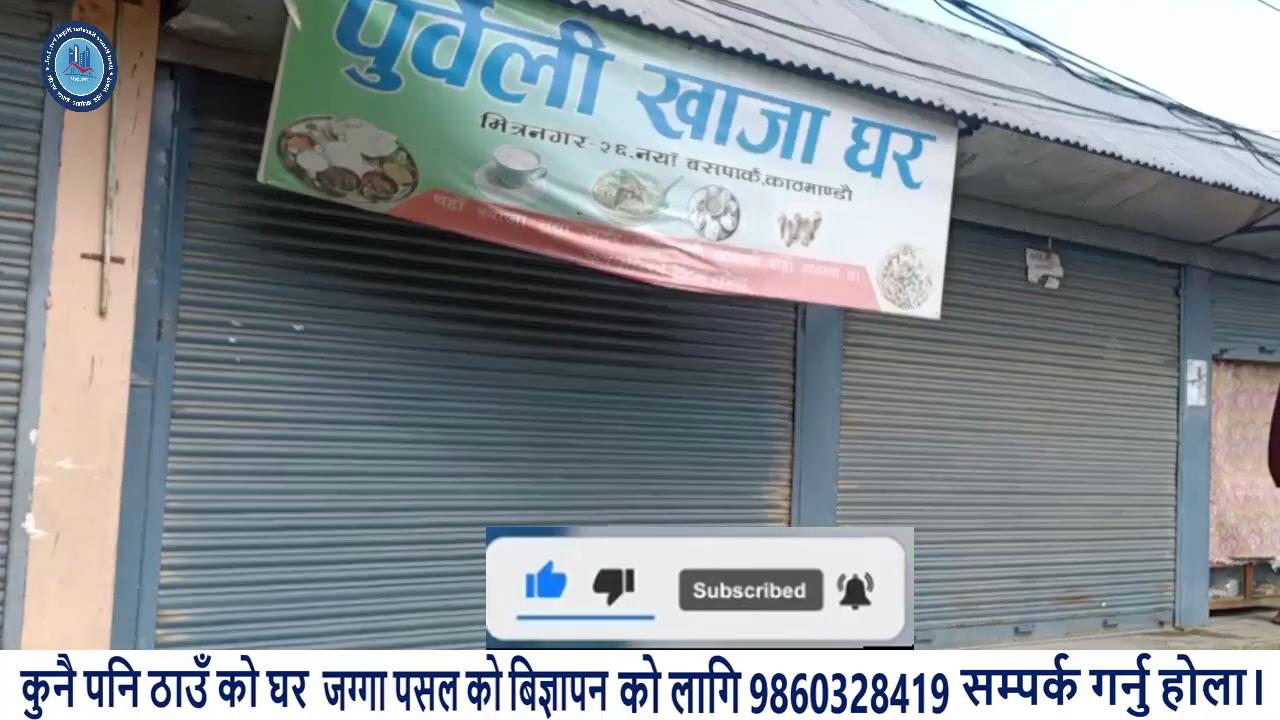 पुर्वेली खाजा घर
मित्रनगर-२६,नयाँ बसपार्क,काठमाण्डौ
Subscribed
कुनै पनि ठाउँ को घर जग्गा पसल को बिज्ञापन को लागि 9860328419 सम्पर्क गर्नु होला।